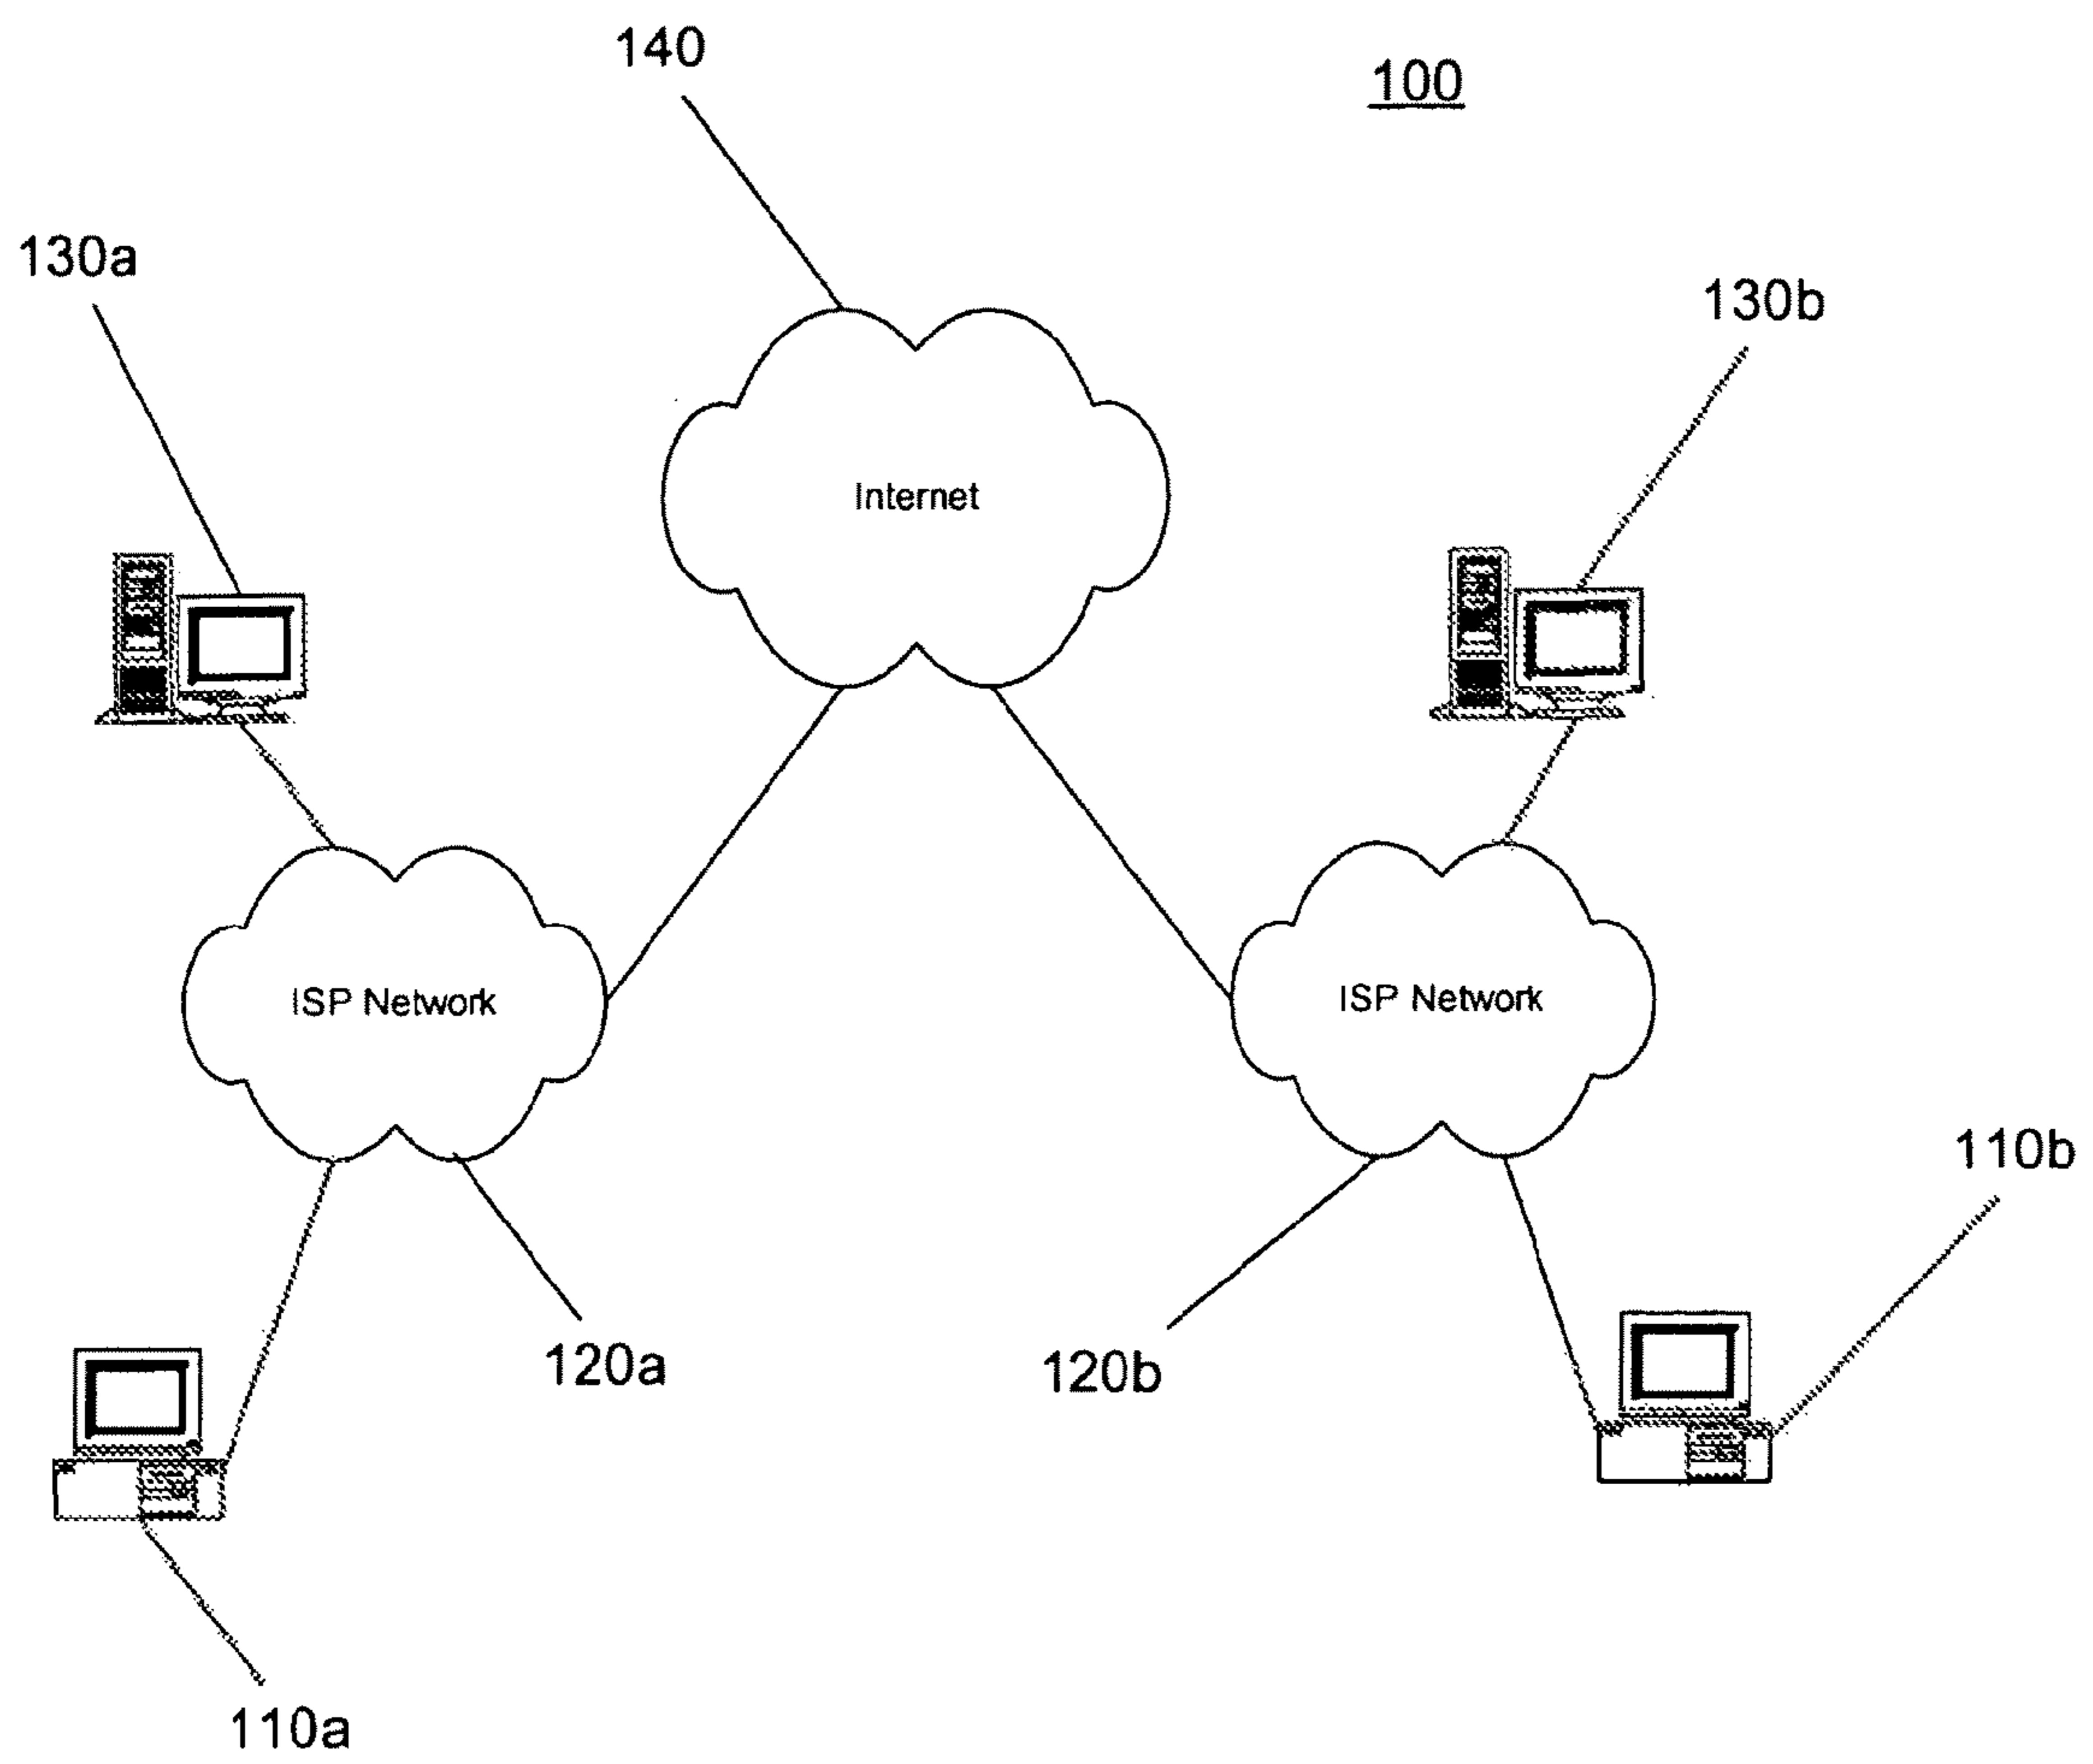 140
100
130a
130b
Internet
ISP Network
ISP Network
110b
120a
120b
110a